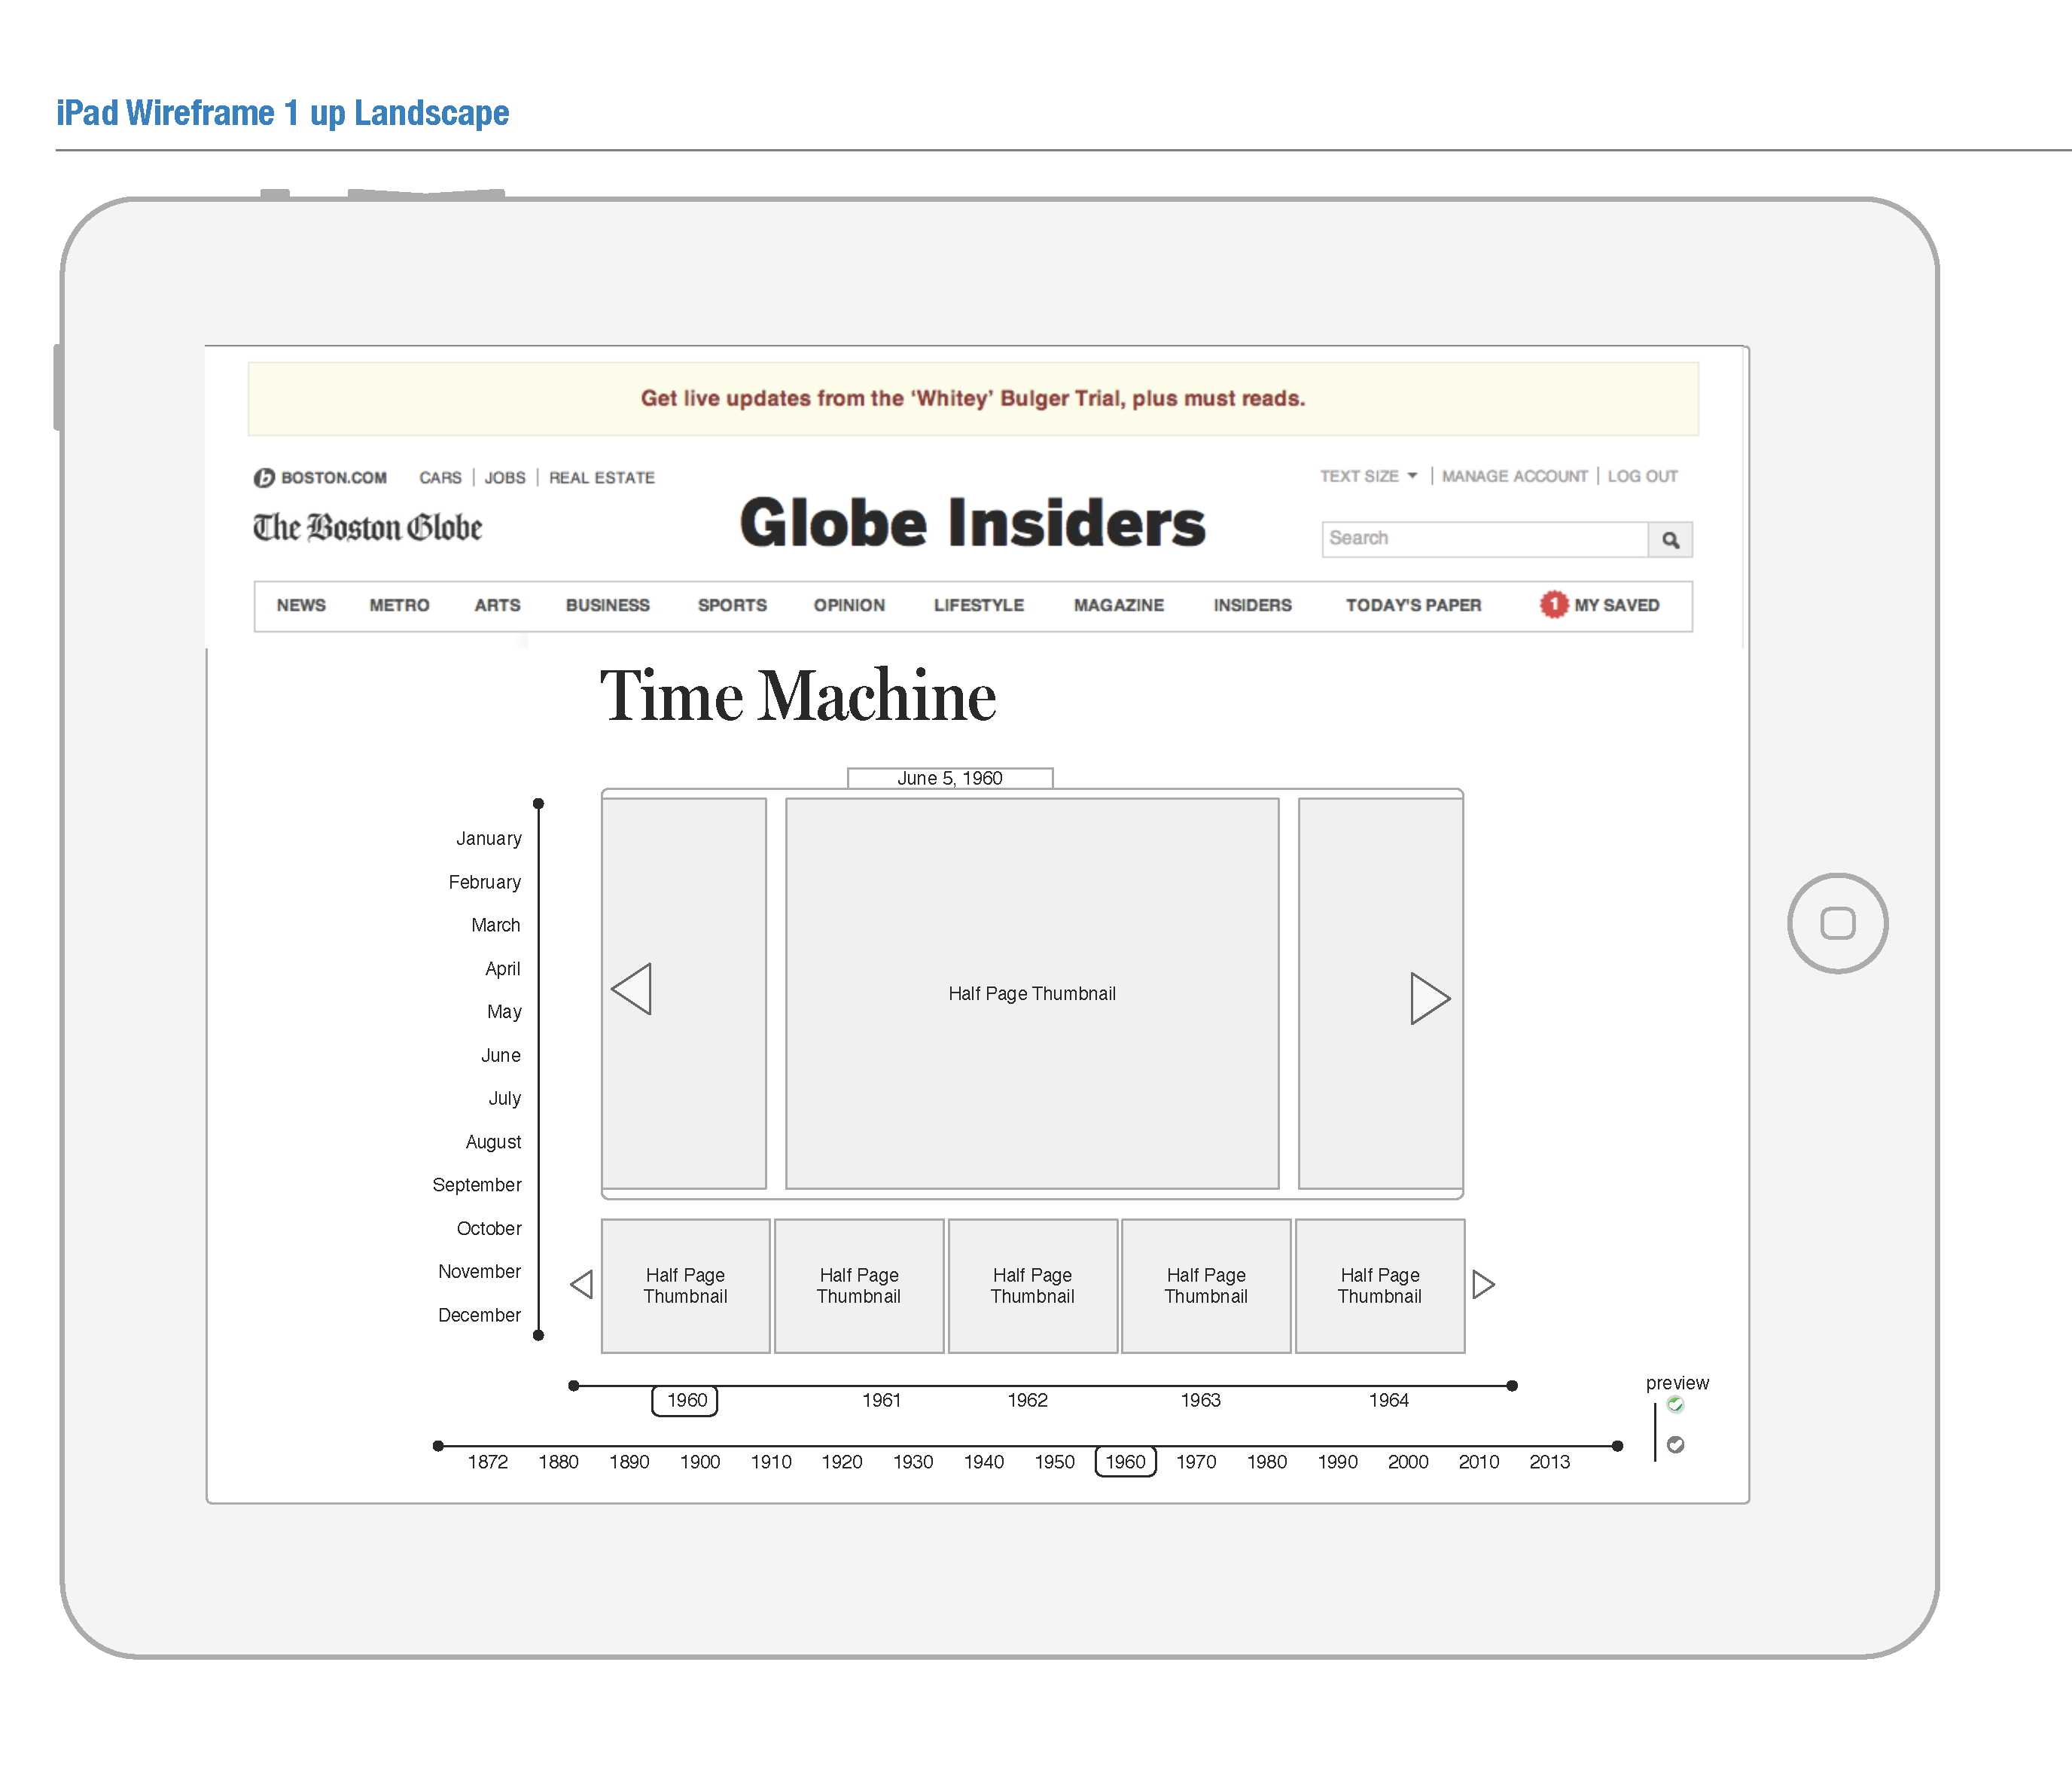 iPad Wireframe 1 up Landscape
Get live updates from the ‘Whitey’ Bulger Trial, plus must reads.
b BOSTON.COM CARS | JOBS | REAL ESTATE
TEXT SIZE | MANAGE ACCOUNT | LOG OUT
The Boston Globe
Globe Insiders
Search
NEWS METRO ARTS BUSINESS SPORTS OPINION LIFESTYLE MAGAZINE INSIDERS TODAY'S PAPER 1 MY SAVED
Time Machine
June 5, 1960
January
February
March
April
May
June
July
August
September
October
November
December
Half Page Thumbnail
Half Page
Thumbnail
Half Page
Thumbnail
Half Page
Thumbnail
Half Page
Thumbnail
Half Page
Thumbnail
1960 1961 1962 1963 1964
preview
1872 1880 1890 1900 1910 1920 1930 1940 1950 1960 1970 1980 1990 2000 2010 2013